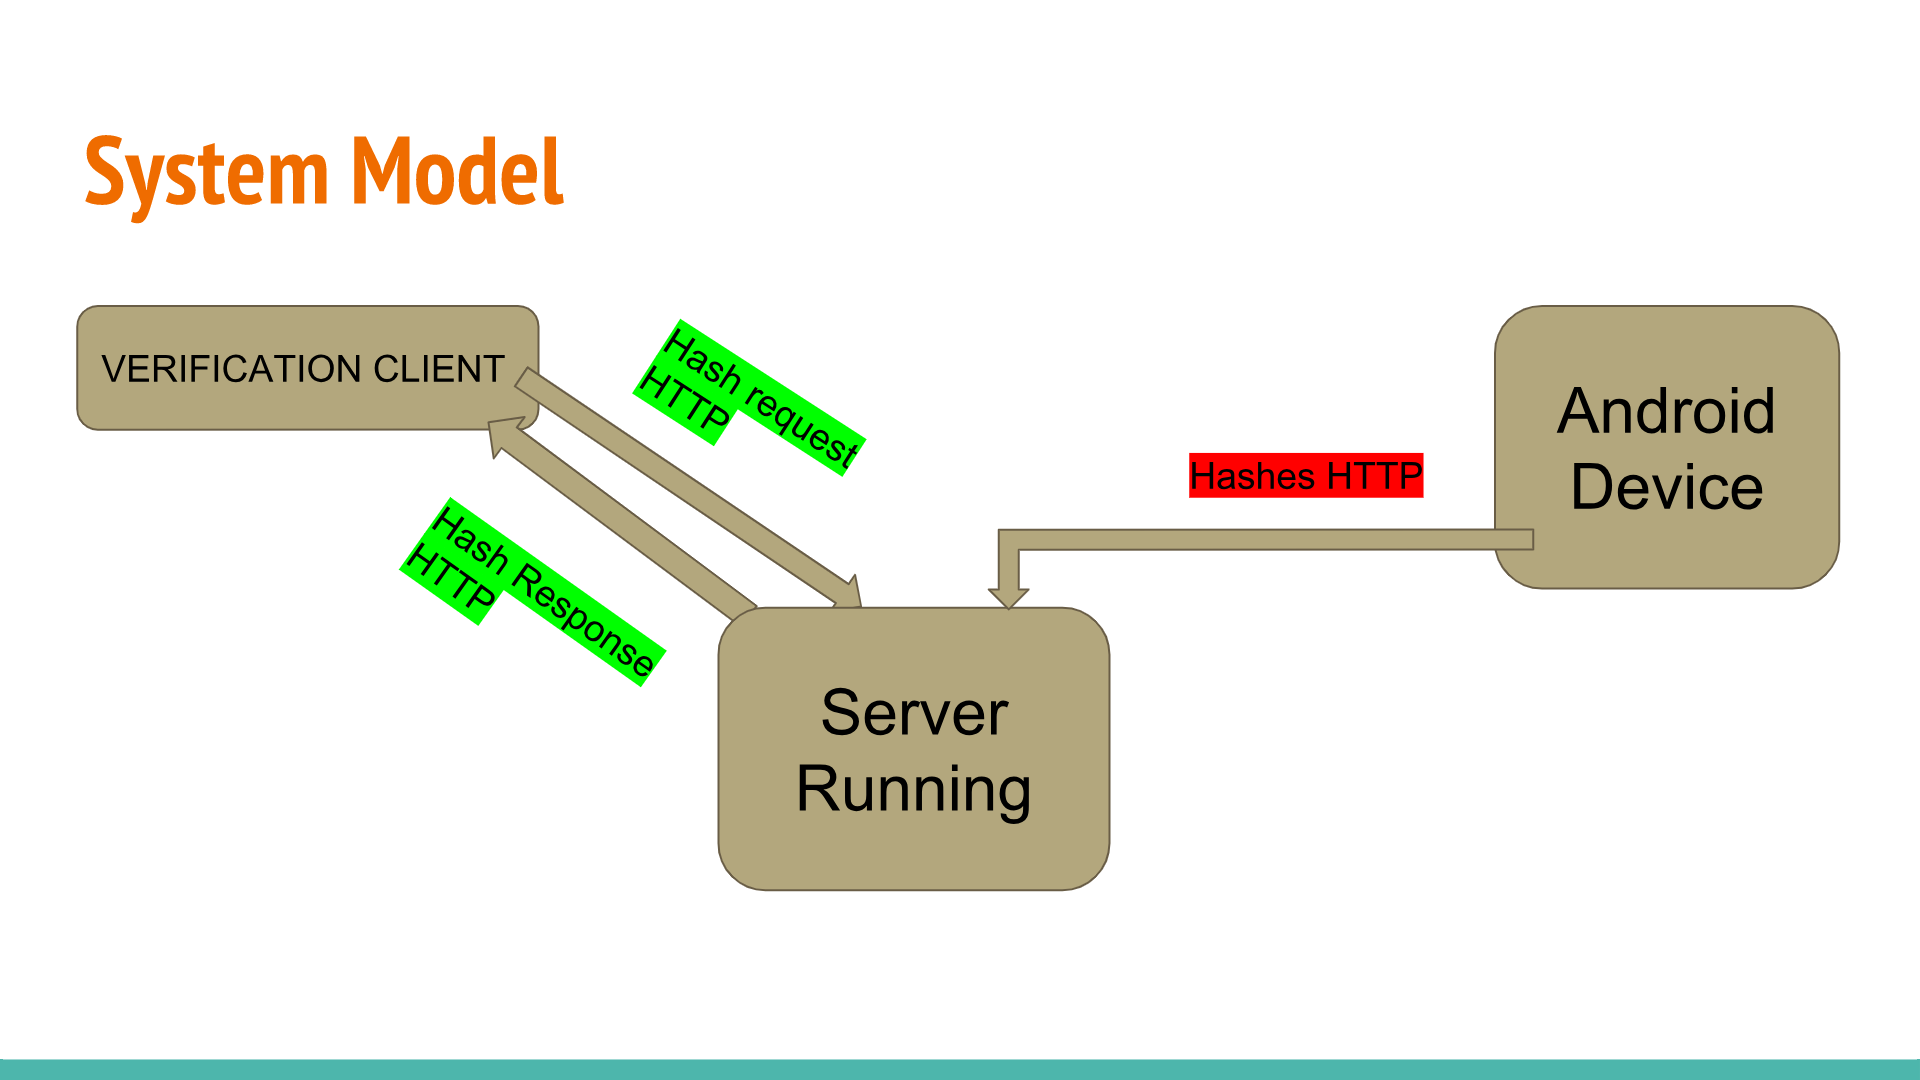 System Model
VERIFICATION CLIENT
Hash request
HTTP
Hash Response
HTTP
Hashes HTTP
Android
Device
Server
Running